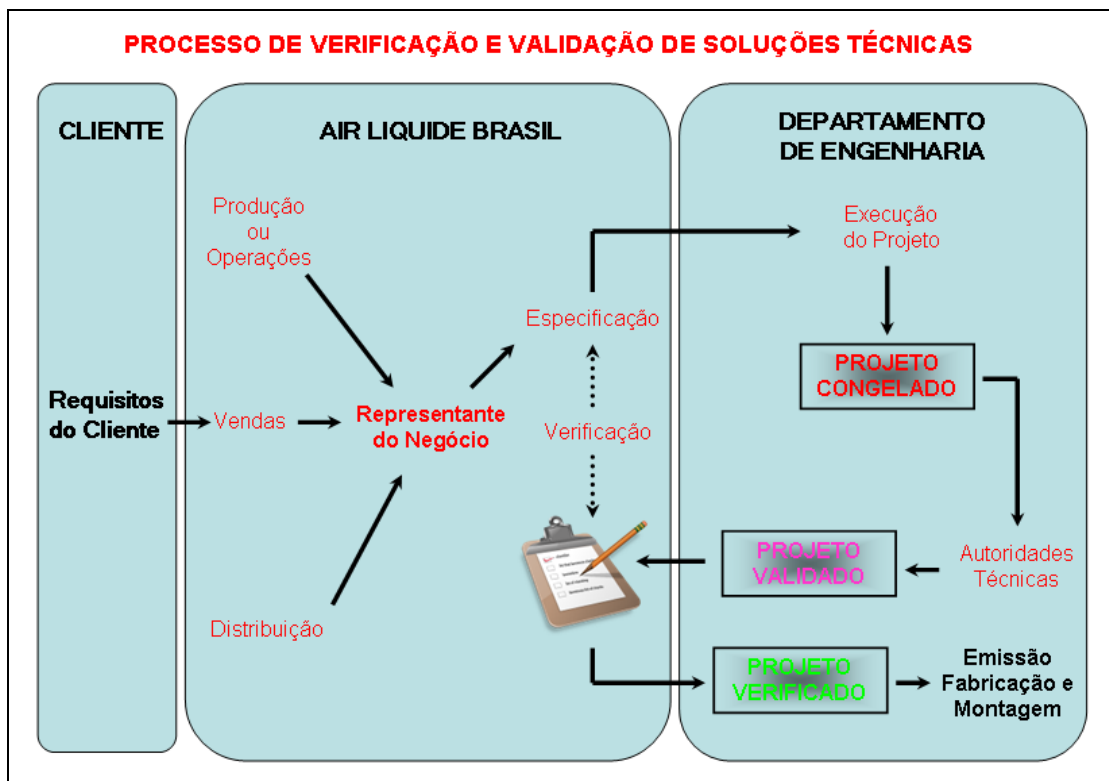 PROCESSO DE VERIFICAÇÃO E VALIDAÇÃO DE SOLUÇÕES TÉCNICAS
CLIENTE
Requisitos
do Cliente
AIR LIQUIDE BRASIL
Produção
ou
Operações
Vendas
Distribuição
Representante
do Negócio
Especificação
Verificação
DEPARTAMENTO
DE ENGENHARIA
Execução
do Projeto
PROJETO
CONGELADO
Autoridades
Técnicas
PROJETO
VALIDADO
PROJETO
VERIFICADO
Emissão
Fabricação e
Montagem